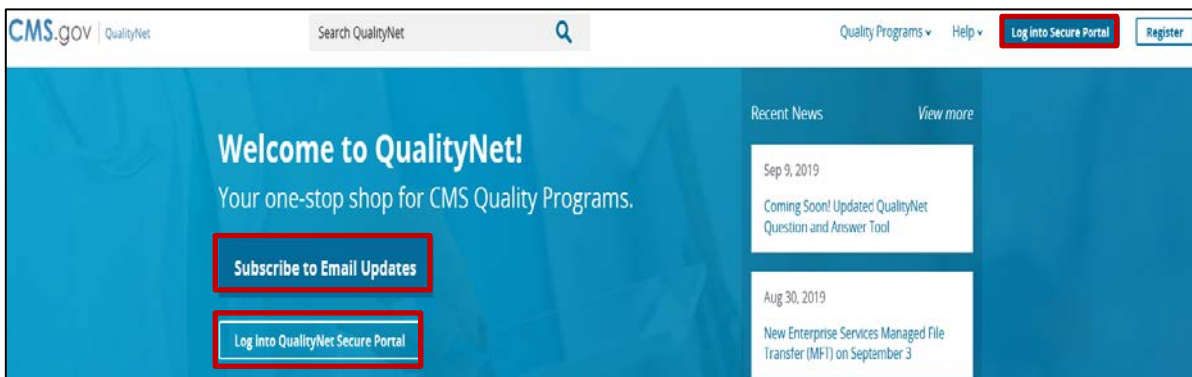 CMS.gov | QualityNet
Search QualityNet
Quality Programs
Help
Log into Secure Portal
Register
Welcome to QualityNet!
Your one-stop shop for CMS Quality Programs.
Subscribe to Email Updates
Log into QualityNet Secure Portal
Recent News
View more
Sep 9, 2019
Coming Soon! Updated QualityNet
Question and Answer Tool
Aug 30, 2019
New Enterprise Services Managed File
Transfer (MFT) on September 3